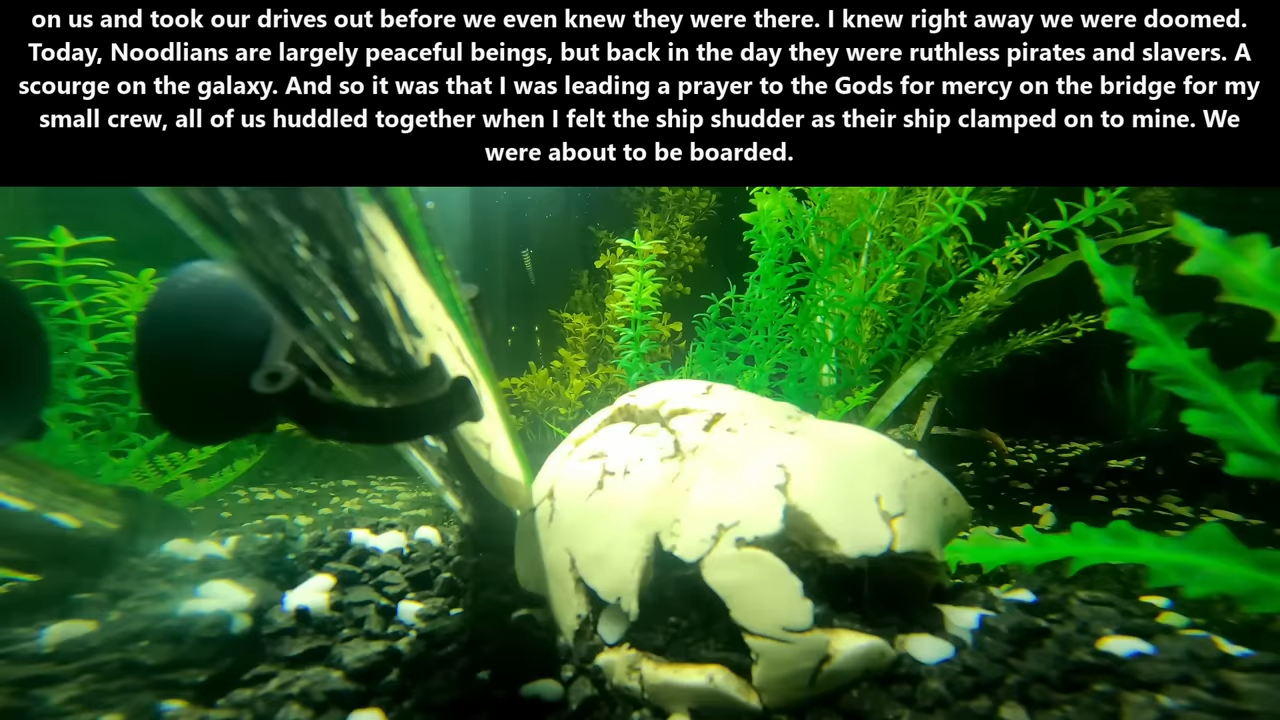 on us and took our drives out before we even knew they were there. I knew right away we were doomed.
Today, Noodlians are largely peaceful beings, but back in the day they were ruthless pirates and slavers. A
scourge on the galaxy. And so it was that I was leading a prayer to the Gods for mercy on the bridge for my
small crew, all of us huddled together when I felt the ship shudder as their ship clamped on to mine. We
were about to be boarded.